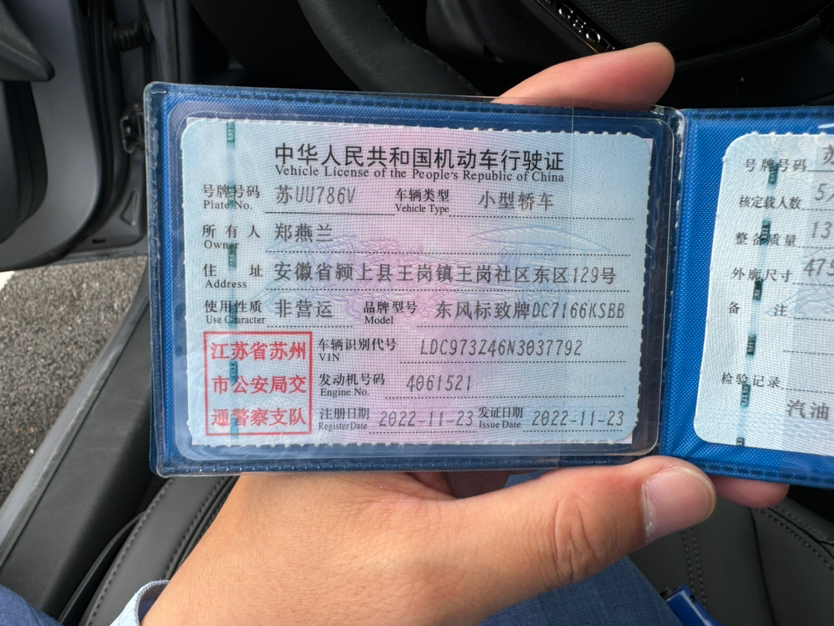 中华人民共和国机动车行驶证
Vehicle License of the People's Republic of China
号牌号码 苏UU786V 车辆类型 小型轿车
Plate No. Vehicle Type
所有人 郑燕兰
Owner
住址 安徽省颍上县王岗镇王岗社区东区129号
Address
使用性质 非营运 品牌型号 东风标致牌DC7166KSBB
Use Character Model
江苏省苏州
市公安局交
通警察支队
车辆识别代号 LDC973Z46N3037792
VIN
发动机号码 4061521
Engine No.
注册日期 2022-11-23 发证日期 2022-11-23
Register Date Issue Date
号牌号码 苏
核定载人数
整备质量 13
外廓尺寸 475
备注
检验记录
汽油